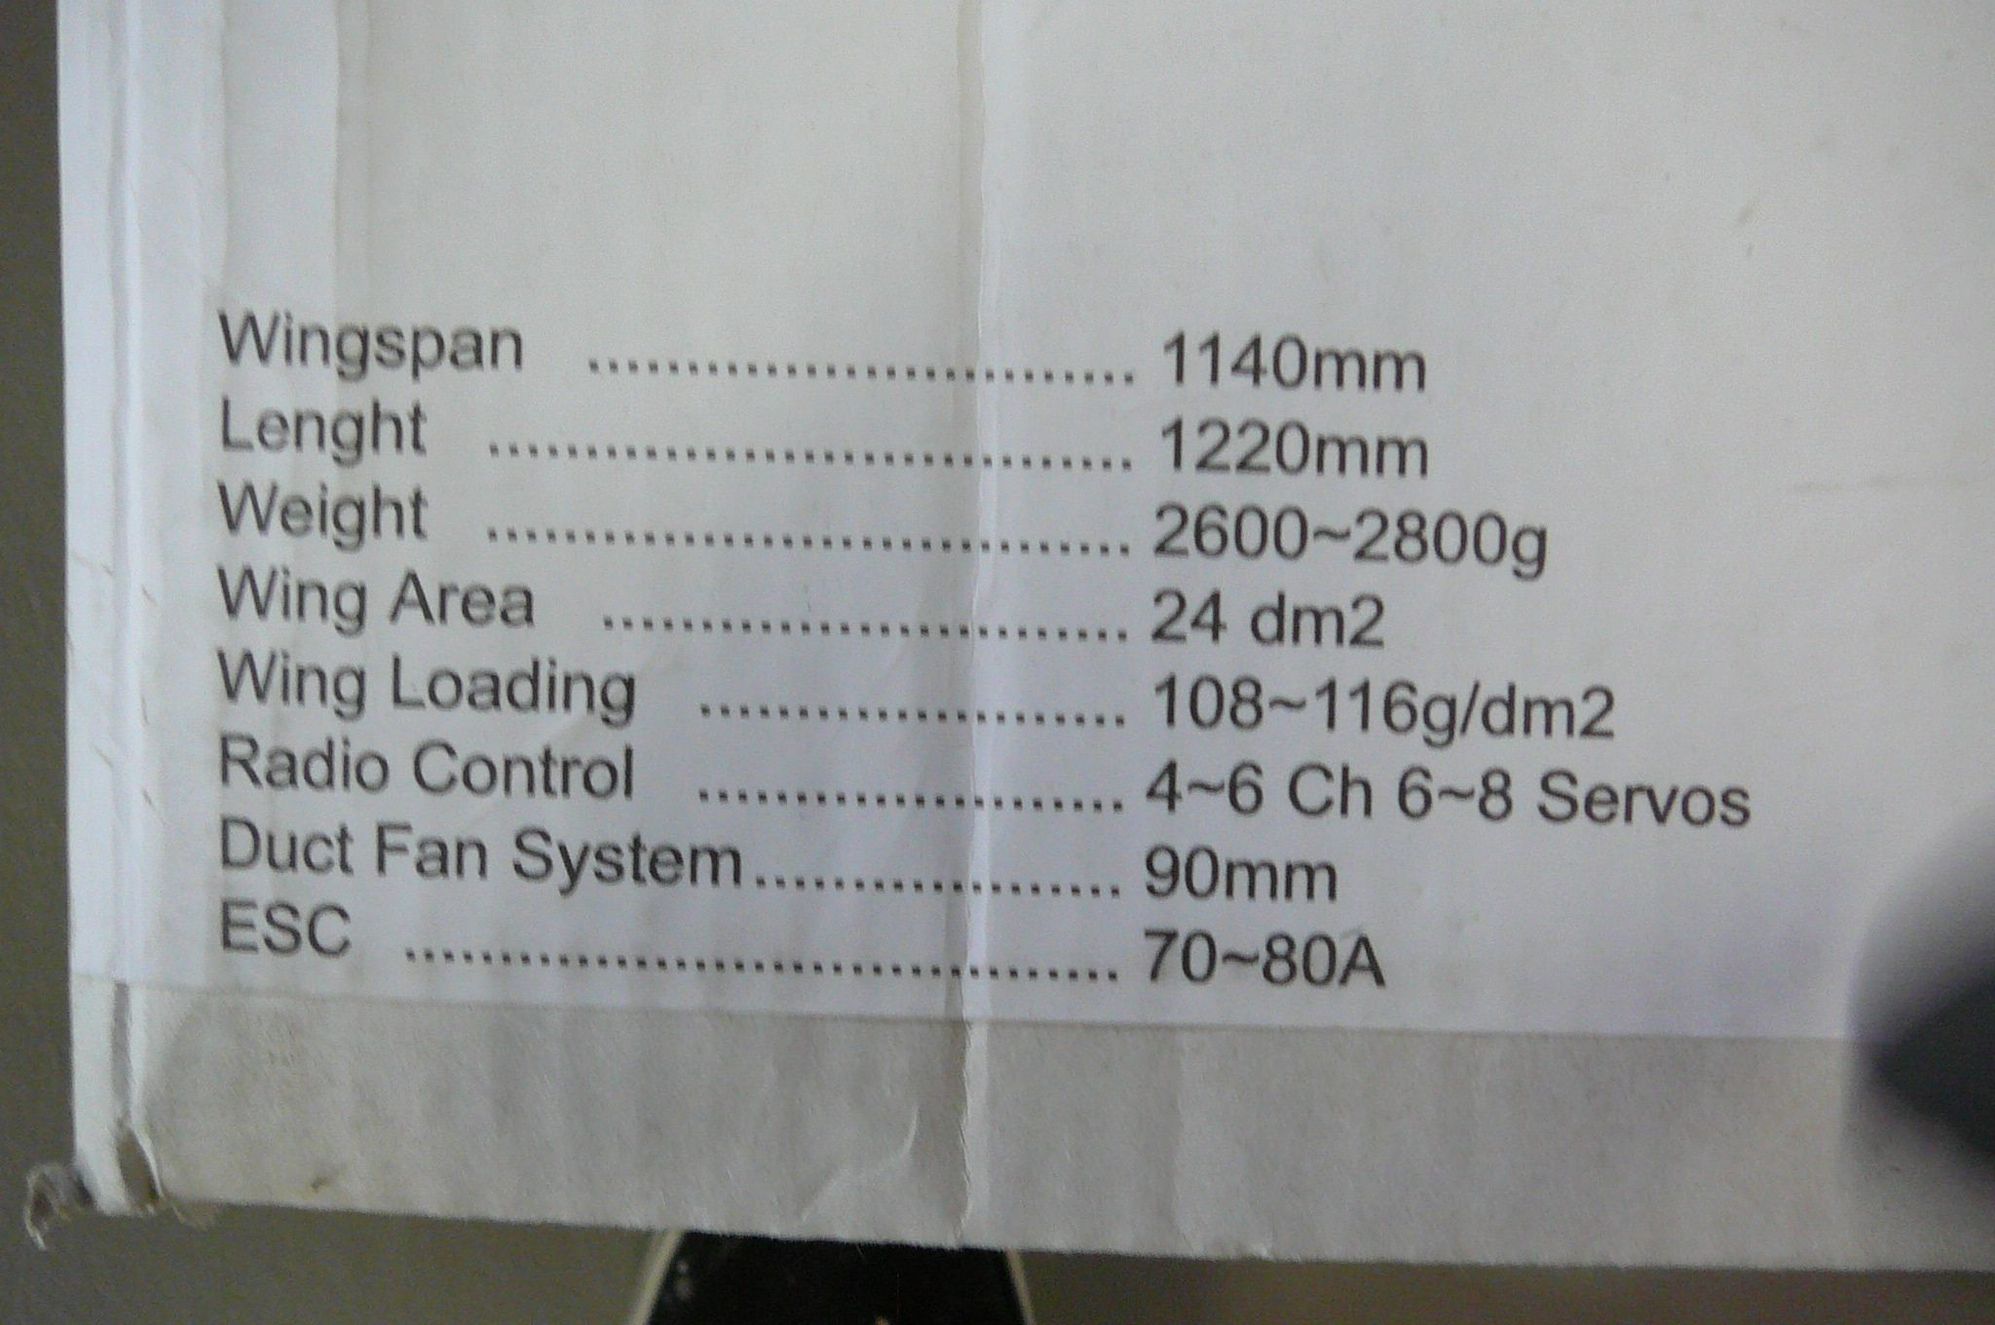 Wingspan ............................ 1140mm
Lenght ................................. 1220mm
Weight ................................. 2600~2800g
Wing Area ........................... 24 dm2
Wing Loading ...................... 108~116g/dm2
Radio Control ...................... 4~6 Ch 6~8 Servos
Duct Fan System................... 90mm
ESC ..................................... 70~80A